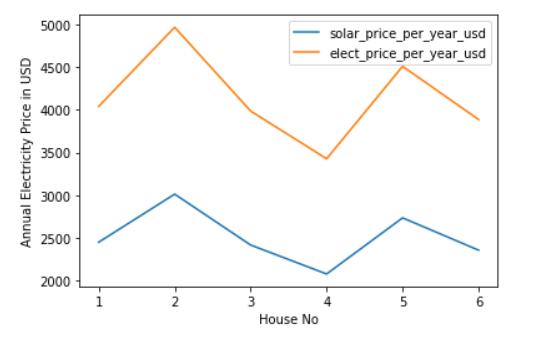 solar_price_per_year_usd
elect_price_per_year_usd
Annual Electricity Price in USD
5000
4500
4000
3500
3000
2500
2000
1 2 3 4 5 6
House No